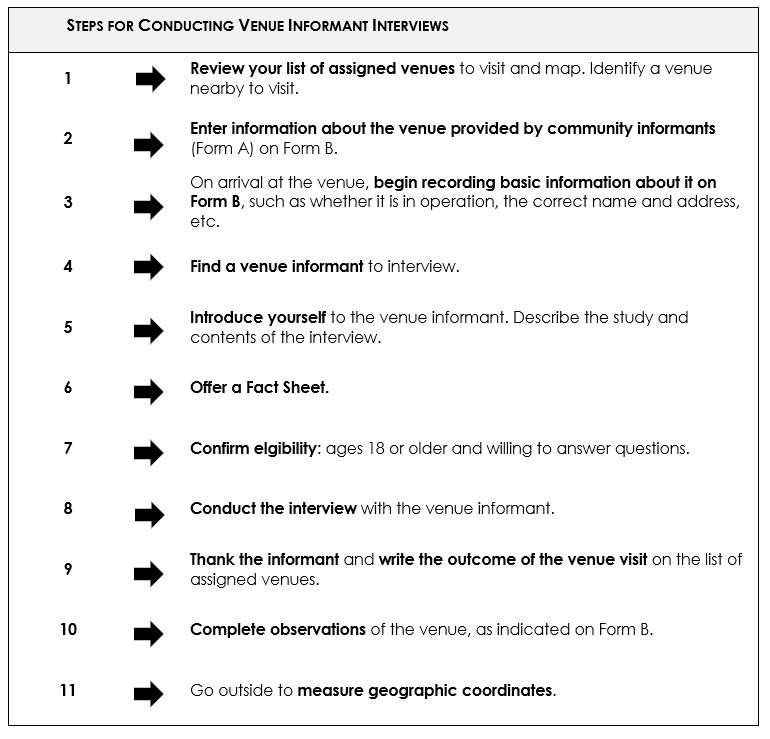 STEPS FOR CONDUCTING VENUE INFORMANT INTERVIEWS
1 Review your list of assigned venues to visit and map. Identify a venue
nearby to visit.
2 Enter information about the venue provided by community informants
(Form A) on Form B.
3 On arrival at the venue, begin recording basic information about it on
Form B, such as whether it is in operation, the correct name and address,
etc.
4 Find a venue informant to interview.
5 Introduce yourself to the venue informant. Describe the study and
contents of the interview.
6 Offer a Fact Sheet.
7 Confirm elgibility: ages 18 or older and willing to answer questions.
8 Conduct the interview with the venue informant.
9 Thank the informant and write the outcome of the venue visit on the list of
assigned venues.
10 Complete observations of the venue, as indicated on Form B.
11 Go outside to measure geographic coordinates.